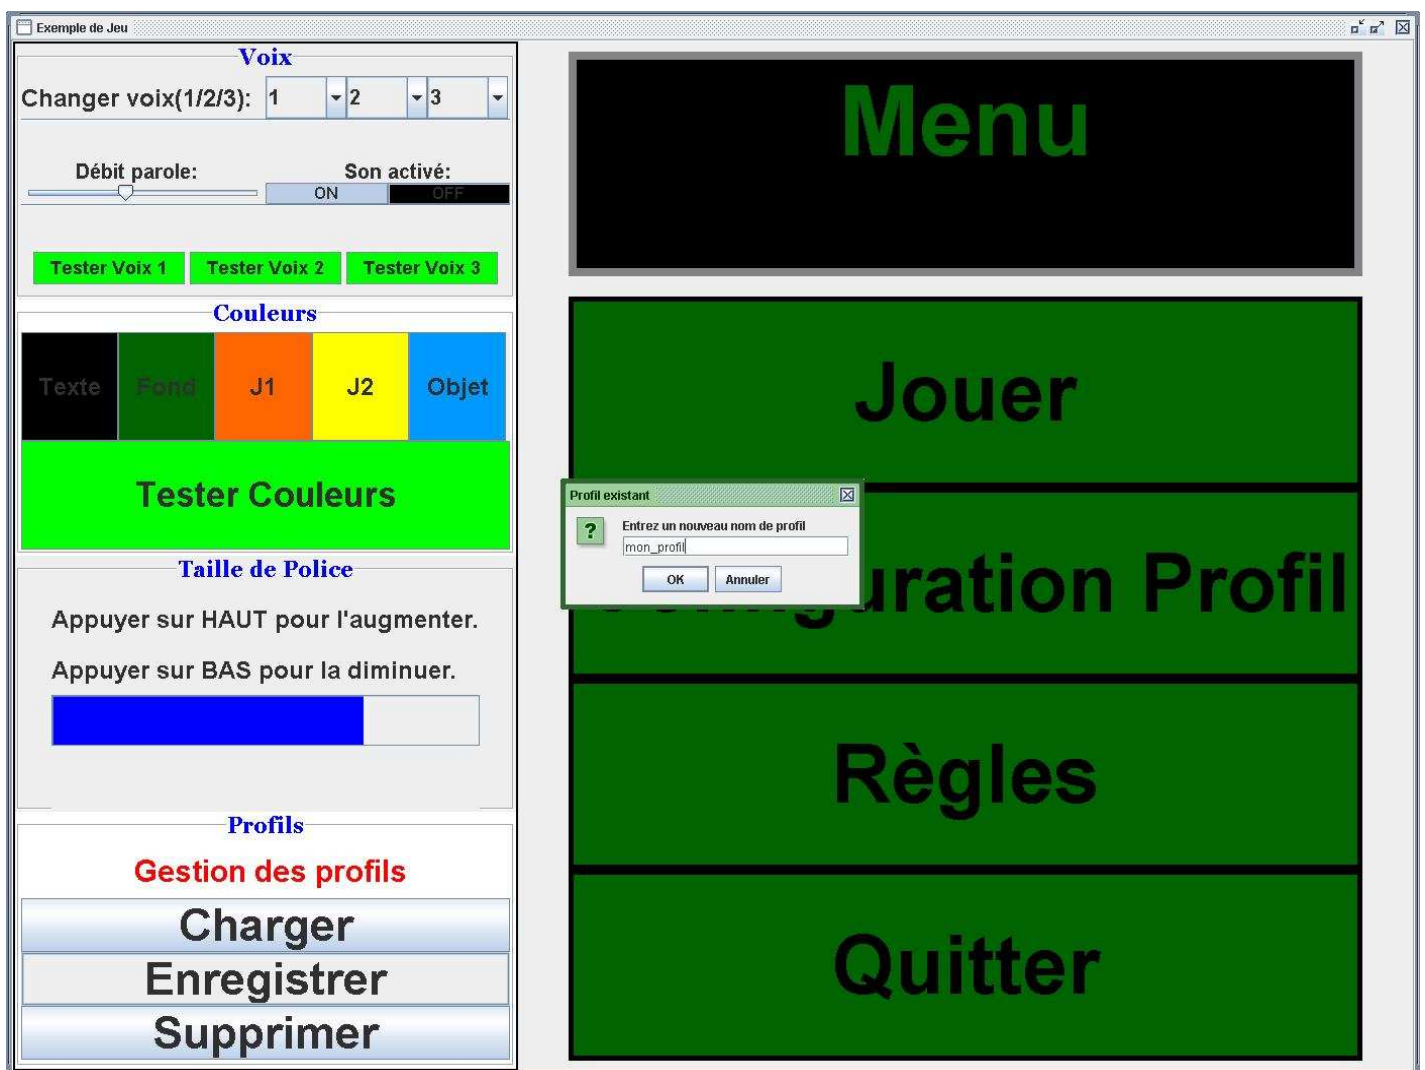 Exemple de Jeu
Voix
Changer voix(1/2/3): 1 2 3
Débit parole: Son activé:
ON OFF
Tester Voix 1 Tester Voix 2 Tester Voix 3
Couleurs
Texte Fond J1 J2 Objet
Tester Couleurs
Taille de Police
Appuyer sur HAUT pour l'augmenter.
Appuyer sur BAS pour la diminuer.
Profils
Gestion des profils
Charger
Enregistrer
Supprimer
Menu
Jouer
Profil existant
? Entrez un nouveau nom de profil
mon_profil
OK Annuler
uration Profil
Règles
Quitter